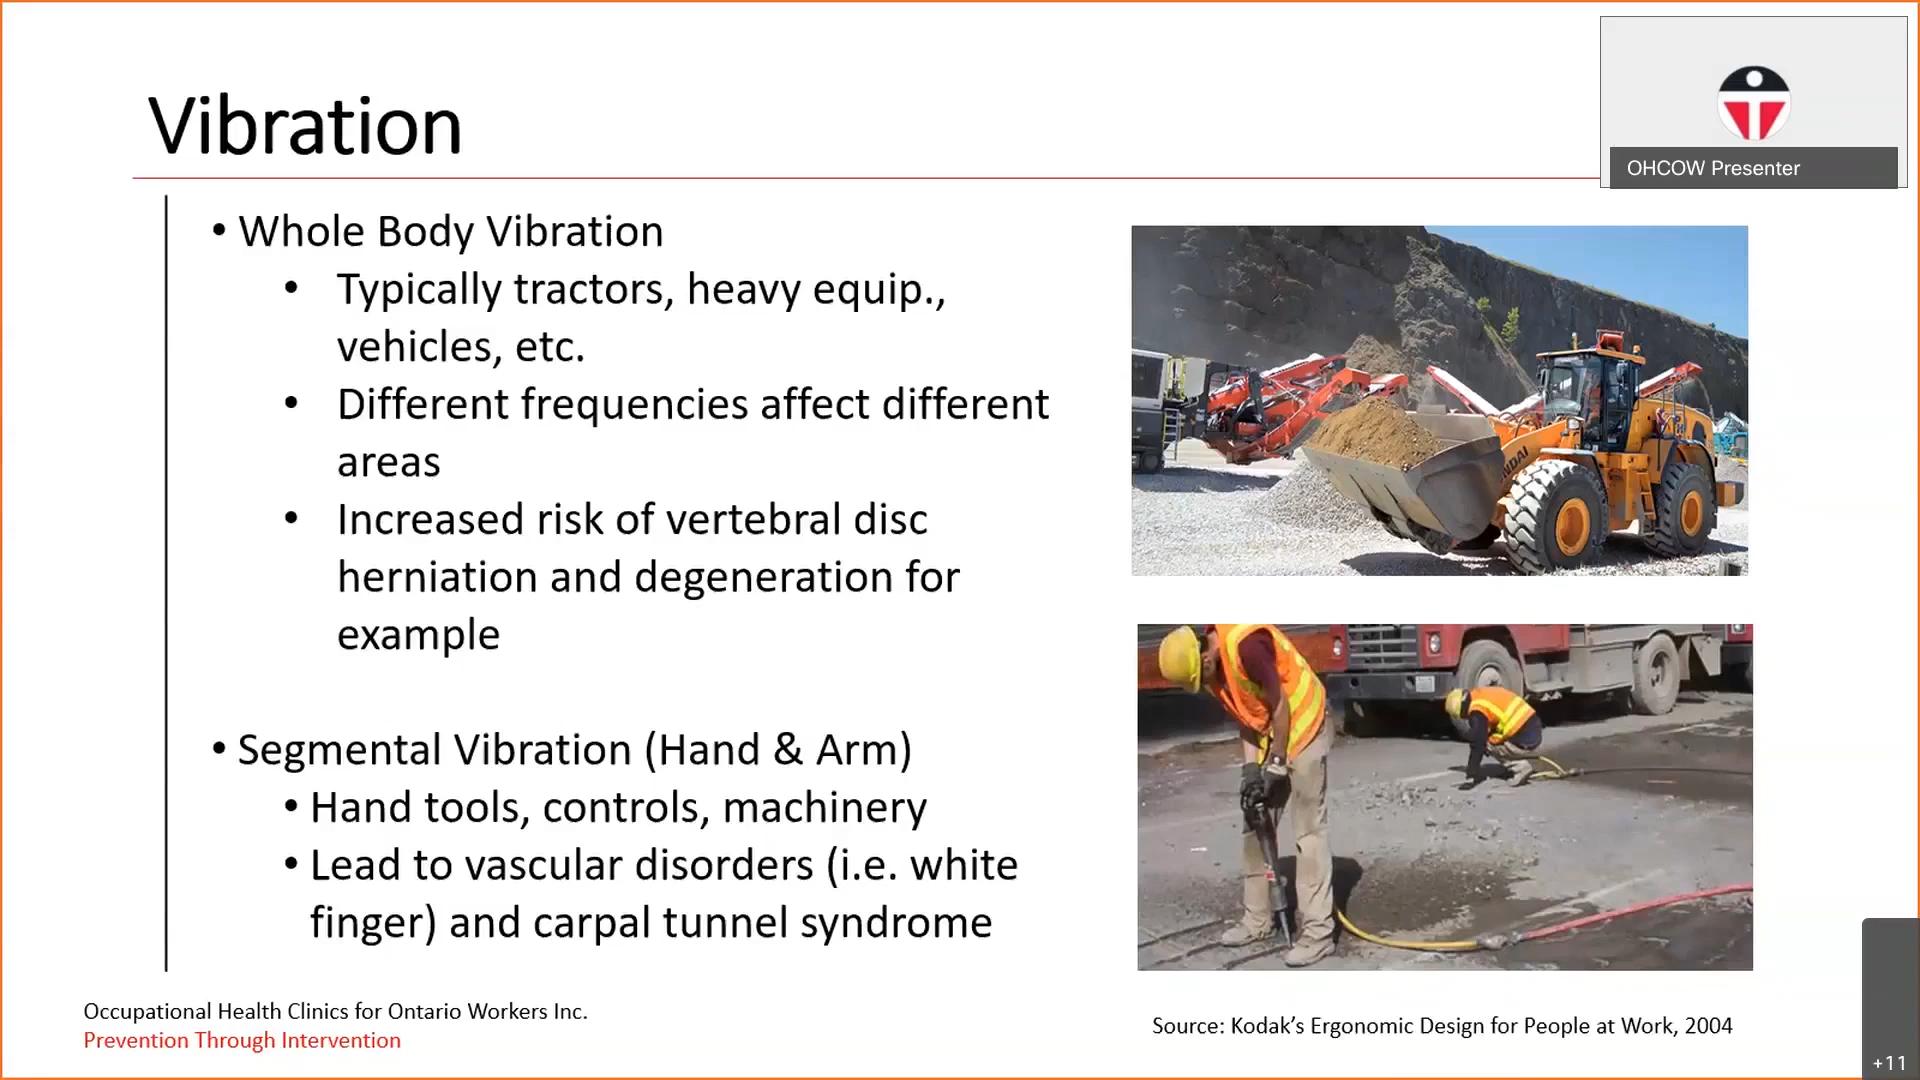 Vibration
OHCOW Presenter
• Whole Body Vibration
• Typically tractors, heavy equip.,
vehicles, etc.
• Different frequencies affect different
areas
• Increased risk of vertebral disc
herniation and degeneration for
example
• Segmental Vibration (Hand & Arm)
• Hand tools, controls, machinery
• Lead to vascular disorders (i.e. white
finger) and carpal tunnel syndrome
Occupational Health Clinics for Ontario Workers Inc.
Prevention Through Intervention
Source: Kodak’s Ergonomic Design for People at Work, 2004
+11